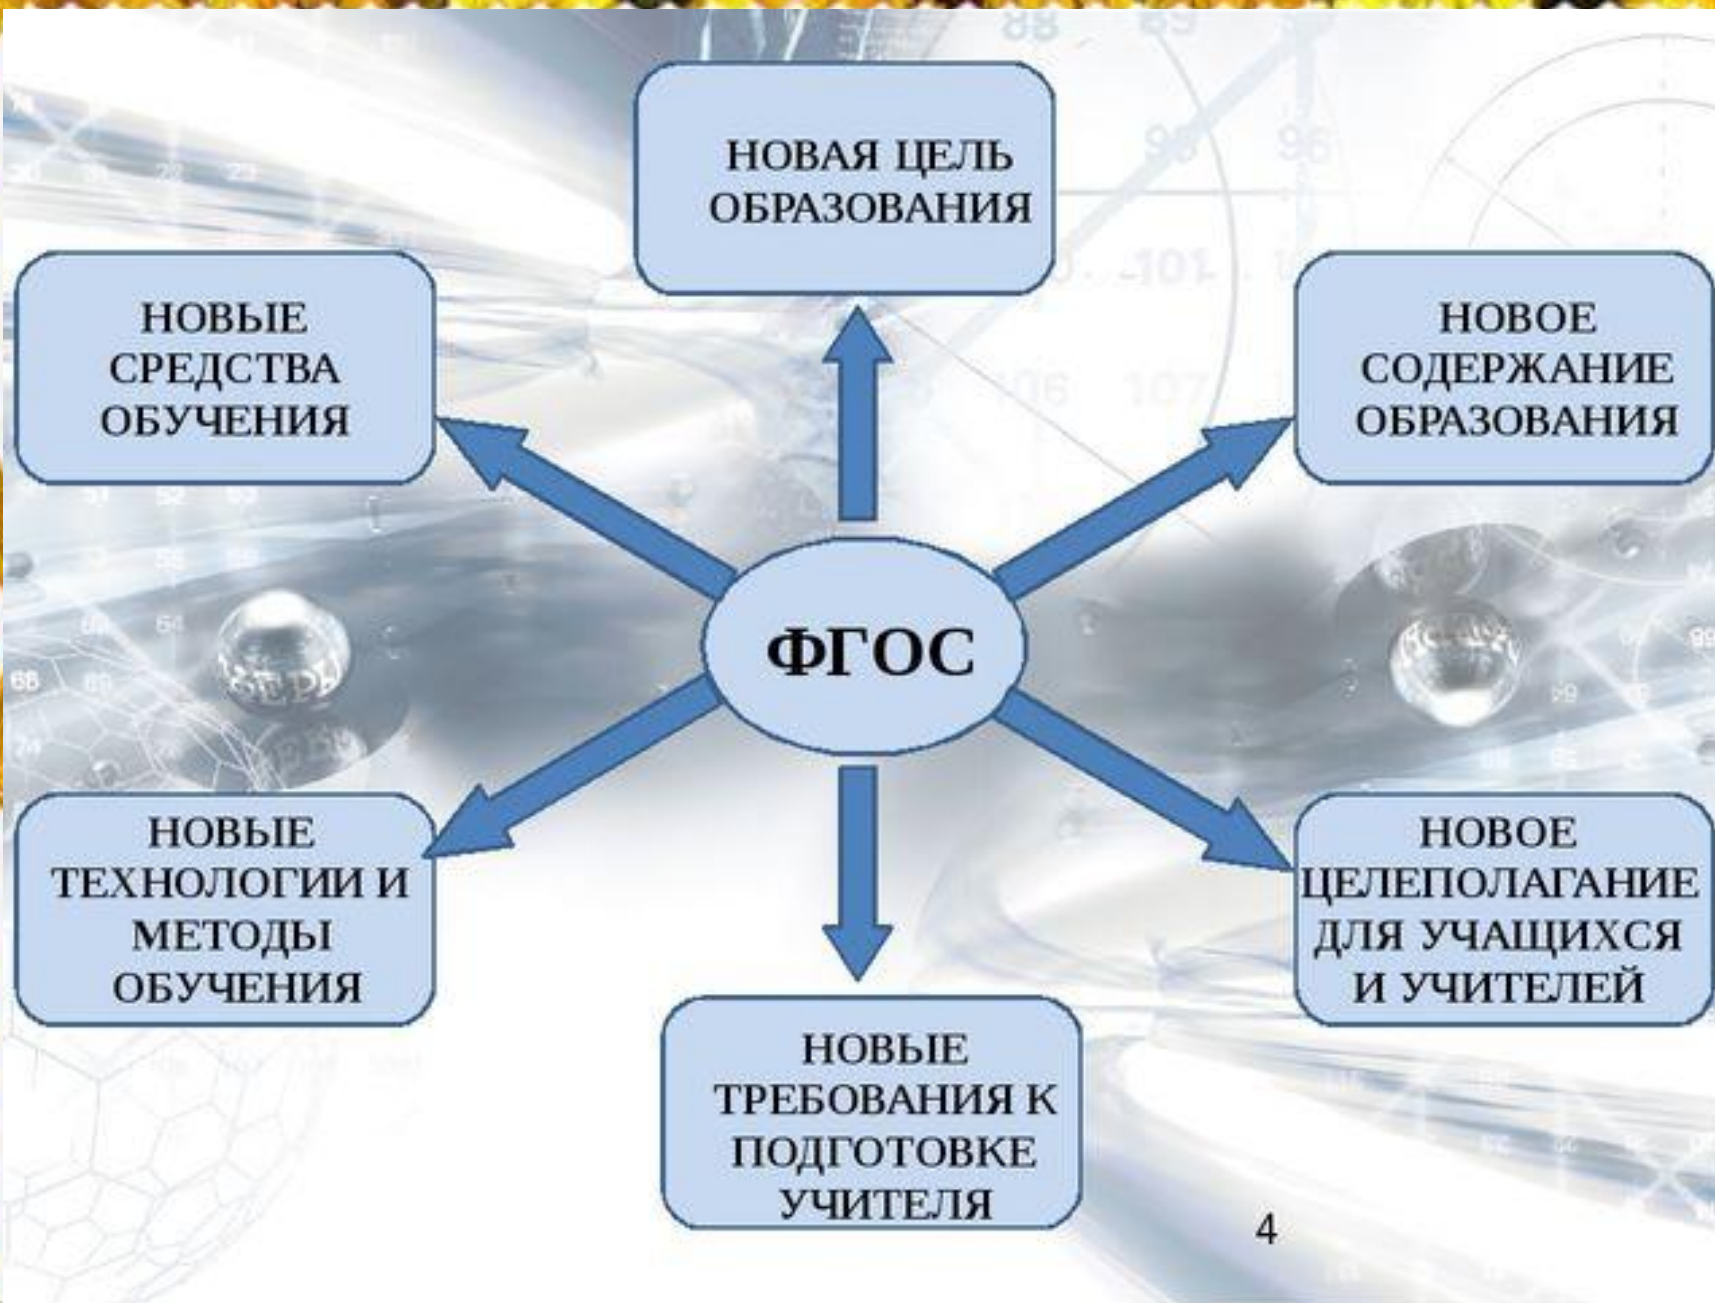 НОВАЯ ЦЕЛЬ
ОБРАЗОВАНИЯ
НОВЫЕ
СРЕДСТВА
ОБУЧЕНИЯ
НОВОЕ
СОДЕРЖАНИЕ
ОБРАЗОВАНИЯ
ФГОС
НОВЫЕ
ТЕХНОЛОГИИ И
МЕТОДЫ
ОБУЧЕНИЯ
НОВОЕ
ЦЕЛЕПОЛАГАНИЕ
ДЛЯ УЧАЩИХСЯ
И УЧИТЕЛЕЙ
НОВЫЕ
ТРЕБОВАНИЯ К
ПОДГОТОВКЕ
УЧИТЕЛЯ
4